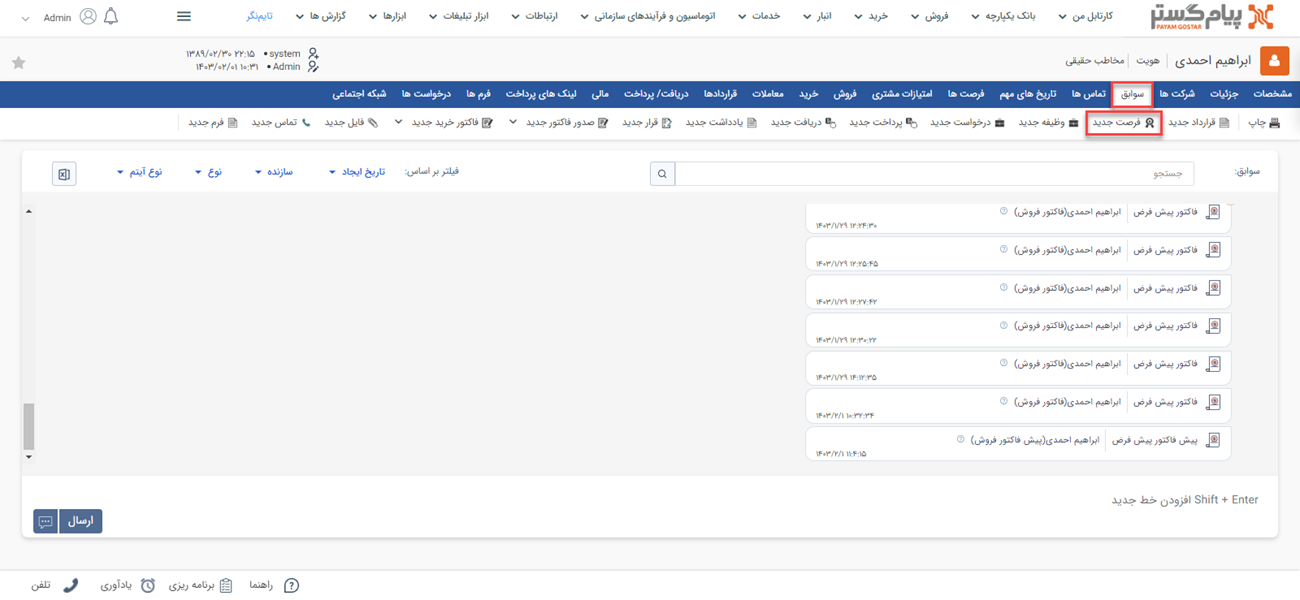 پیام‌گستر
PAYAM GOSTAR
کارتابل من
بانک یکپارچه
فروش
خرید
انبار
خدمات
ارتباطات
اتوماسیون و فرآیندهای سازمانی
ابزار تبلیغات
ابزارها
گزارش ها
تایم‌نگر
Admin
ابراهیم احمدی | هویت | مخاطب حقیقی
system • ۱۳۸۹/۰۲/۳۰ ۲۲:۱۵
Admin • ۱۴۰۳/۰۲/۰۱ ۱۰:۳۱
مشخصات
جزئیات
شرکت ها
سوابق
تماس ها
تاریخ های مهم
فرصت ها
امتیازات مشتری
فروش
خرید
معاملات
قراردادها
دریافت/ پرداخت
مالی
لینک های پرداخت
فرم ها
درخواست ها
شبکه اجتماعی
چاپ
قرارداد جدید
فرصت جدید
وظیفه جدید
درخواست جدید
پرداخت جدید
دریافت جدید
یادداشت جدید
قرار جدید
صدور فاکتور جدید
فاکتور خرید جدید
فایل جدید
تماس جدید
فرم جدید
سوابق:
جستجو
فیلتر بر اساس:
تاریخ ایجاد
سازنده
نوع
نوع آیتم
فاکتور پیش فرض | ابراهیم احمدی(فاکتور فروش)
۱۴۰۳/۱/۲۹ ۱۲:۲۴:۳۰
فاکتور پیش فرض | ابراهیم احمدی(فاکتور فروش)
۱۴۰۳/۱/۲۹ ۱۲:۲۵:۴۵
فاکتور پیش فرض | ابراهیم احمدی(فاکتور فروش)
۱۴۰۳/۱/۲۹ ۱۲:۲۷:۴۲
فاکتور پیش فرض | ابراهیم احمدی(فاکتور فروش)
۱۴۰۳/۱/۲۹ ۱۲:۳۰:۲۲
فاکتور پیش فرض | ابراهیم احمدی(فاکتور فروش)
۱۴۰۳/۱/۲۹ ۱۴:۱۲:۳۵
فاکتور پیش فرض | ابراهیم احمدی(فاکتور فروش)
۱۴۰۳/۲/۱ ۱۰:۳۲:۳۴
پیش فاکتور پیش فرض | ابراهیم احمدی(پیش فاکتور فروش)
۱۴۰۳/۲/۱ ۱۱:۴:۱۵
Shift + Enter افزودن خط جدید
ارسال
راهنما
برنامه ریزی
یادآوری
تلفن